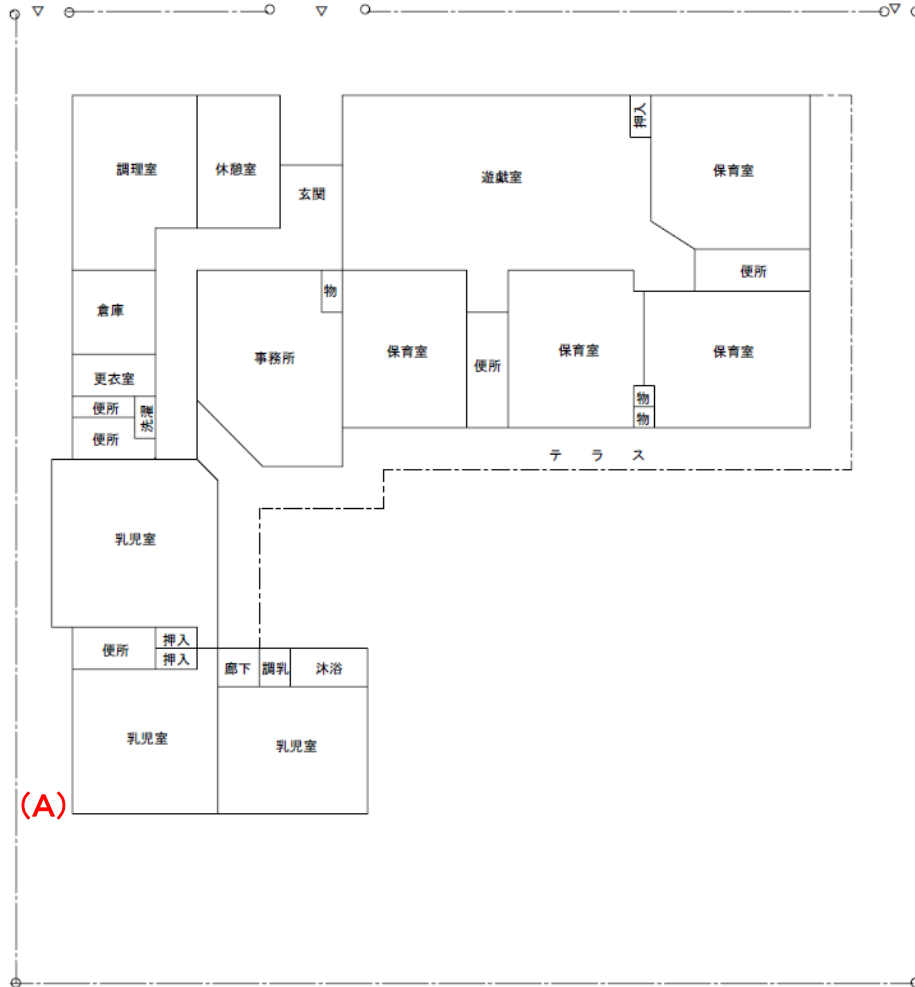 押入
調理室
休憩室
遊戯室
保育室
玄関
便所
物
倉庫
事務所
保育室
便所
保育室
保育室
更衣室
物
便所
洗濯
物
便所
テラス
乳児室
便所
押入
押入
廊下
調乳
沐浴
乳児室
乳児室
(A)